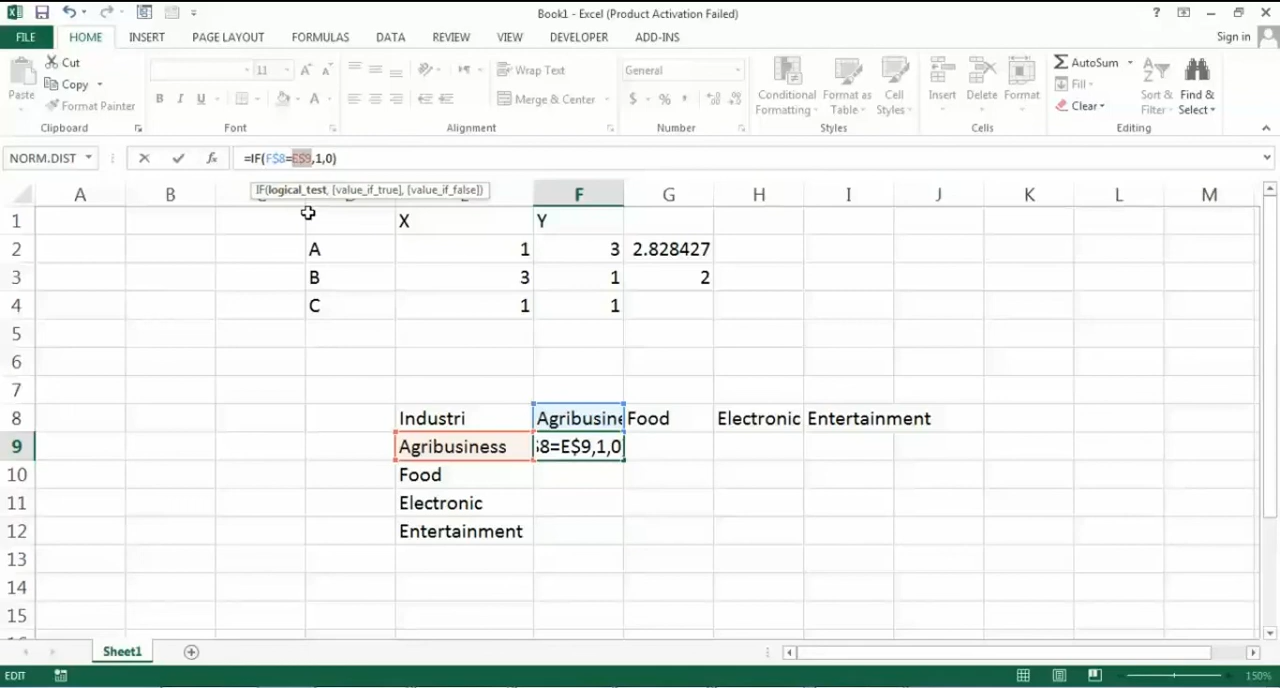 Book1 - Excel (Product Activation Failed)
FILE HOME INSERT PAGE LAYOUT FORMULAS DATA REVIEW VIEW DEVELOPER ADD-INS Sign in
Paste
Cut
Copy
Format Painter
Clipboard
11
B I U A
Font
Wrap Text
Merge & Center
Alignment
General
$ % ,
Number
Conditional Formatting
Format as Table
Cell Styles
Styles
Insert Delete Format
Cells
AutoSum
Fill
Clear
Sort & Filter
Find & Select
Editing
NORM.DIST fx =IF(F$8=E$9,1,0)
IF(logical_test, [value_if_true], [value_if_false])
A B E F G H I J K L M
1 X Y
2 A 1 3 2.828427
3 B 3 1 2
4 C 1 1
5
6
7
8 Industri Agribusine Food Electronic Entertainment
9 Agribusiness $8=E$9,1,0
10 Food
11 Electronic
12 Entertainment
13
14
15
Sheet1
EDIT 150%